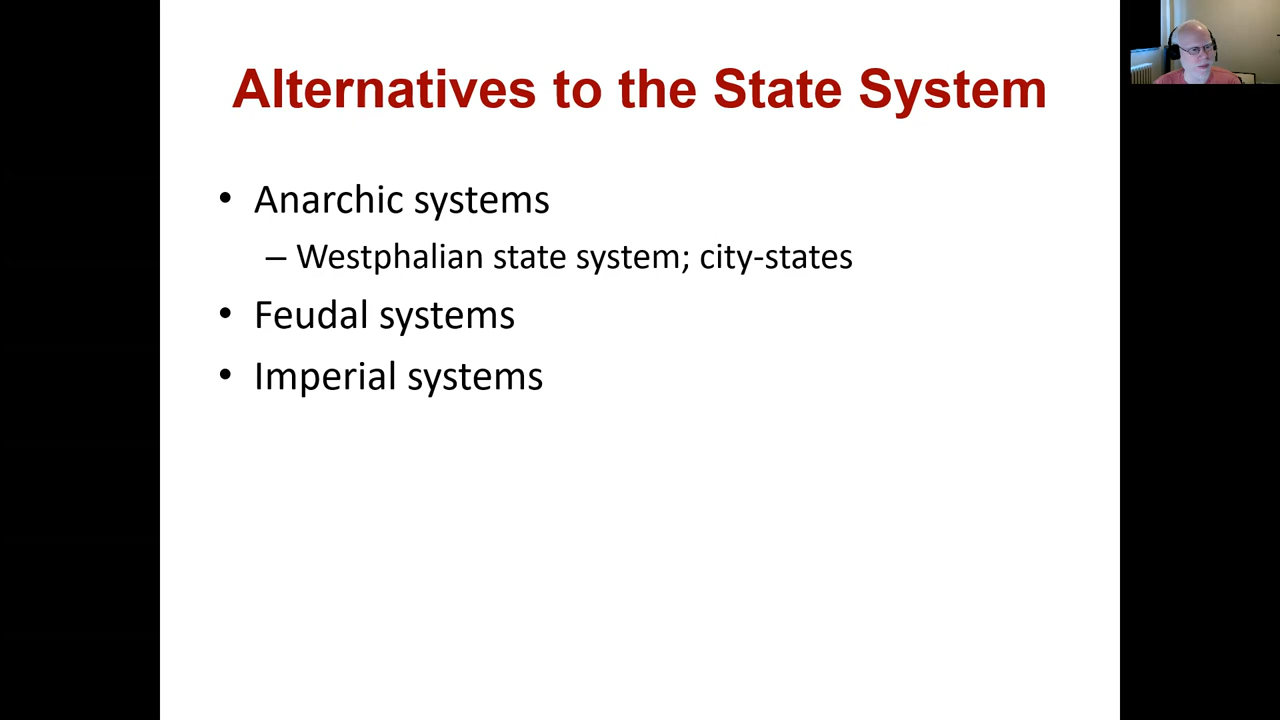 Alternatives to the State System
• Anarchic systems
– Westphalian state system; city-states
• Feudal systems
• Imperial systems